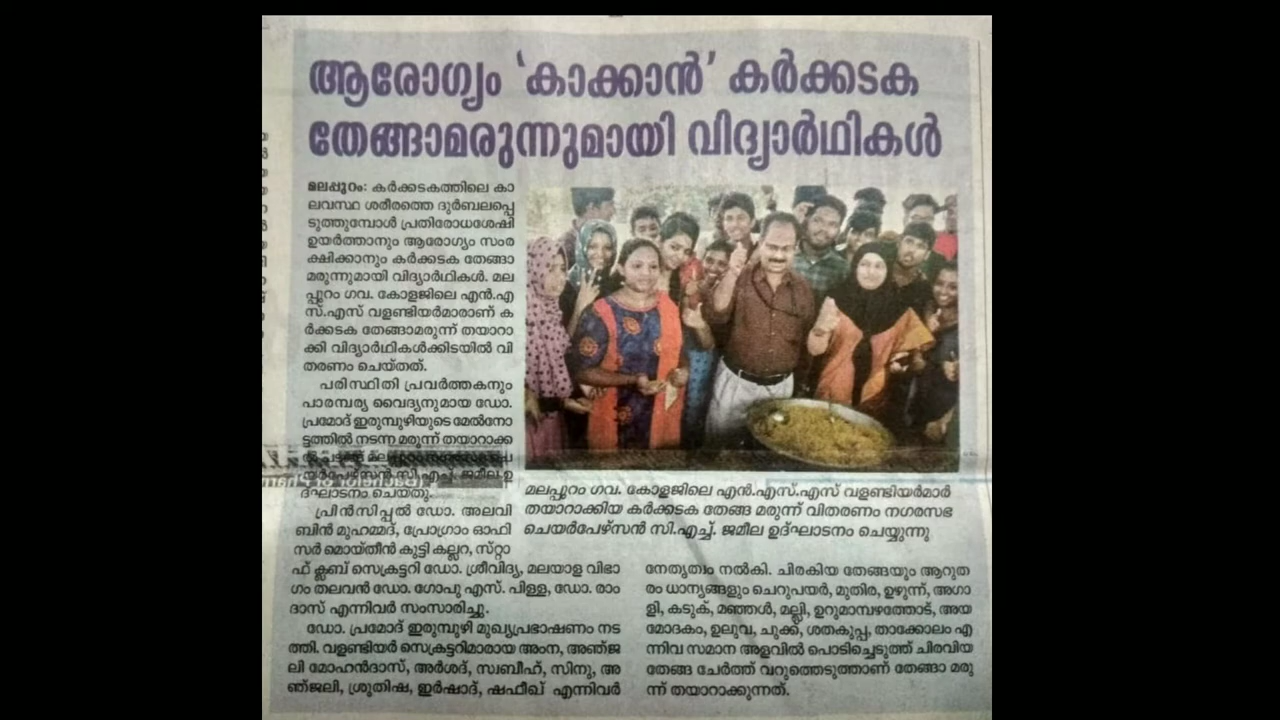 ആരോഗ്യം 'കാക്കാൻ' കർക്കടക
തേങ്ങാമരുന്നുമായി വിദ്യാർഥികൾ
മലപ്പുറം: കർക്കടകത്തിലെ കാ
ലവസ്ഥ ശരീരത്തെ ദുർബലപ്പെ
ടുത്തുമ്പോൾ പ്രതിരോധശേഷി
ഉയർത്താനും ആരോഗ്യം സംര
ക്ഷിക്കാനും കർക്കടക തേങ്ങാ
മരുന്നുമായി വിദ്യാർഥികൾ. മല
പ്പുറം ഗവ. കോളജിലെ എൻ.എ
സ്.എസ് വളണ്ടിയർമാരാണ് ക
ർക്കടക തേങ്ങാമരുന്ന് തയാറാ
ക്കി വിദ്യാർഥികൾക്കിടയിൽ വി
തരണം ചെയ്തത്.
പരിസ്ഥിതി പ്രവർത്തകനും
പാരമ്പര്യ വൈദ്യനുമായ ഡോ.
പ്രമോദ് ഇരുമ്പുഴിയുടെ മേൽനോ
ട്ടത്തിൽ നടന്ന മരുന്ന് തയാറാക്ക
ൽ ചടങ്ങ് മലപ്പുറം നഗരസഭ ചെ
യർപേഴ്സൻ സി.എച്ച്. ജമീല ഉ
ദ്ഘാടനം ചെയ്തു.
പ്രിൻസിപ്പൽ ഡോ. അലവി
ബിൻ മുഹമ്മദ്, പ്രോഗ്രാം ഓഫി
സർ മൊയ്തീൻ കുട്ടി കല്ലറ, സ്റ്റാ
ഫ് ക്ലബ് സെക്രട്ടറി ഡോ. ശ്രീവിദ്യ, മലയാള വിഭാ
ഗം തലവൻ ഡോ. ഗോപു എസ്. പിള്ള, ഡോ. രാം
ദാസ് എന്നിവർ സംസാരിച്ചു.
ഡോ. പ്രമോദ് ഇരുമ്പുഴി മുഖ്യപ്രഭാഷണം നട
ത്തി. വളണ്ടിയർ സെക്രട്ടറിമാരായ അംന, അഞ്ജ
ലി മോഹൻദാസ്, അർശദ്, സ്വബീഹ്, സിനു, അ
ഞ്ജലി, ശ്രുതിഷ, ഇർഷാദ്, ഷഫീഖ് എന്നിവർ
മലപ്പുറം ഗവ. കോളജിലെ എൻ.എസ്.എസ് വളണ്ടിയർമാർ
തയാറാക്കിയ കർക്കടക തേങ്ങ മരുന്ന് വിതരണം നഗരസഭ
ചെയർപേഴ്സൻ സി.എച്ച്. ജമീല ഉദ്ഘാടനം ചെയ്യുന്നു
നേതൃത്വം നൽകി. ചിരകിയ തേങ്ങയും ആറുത
രം ധാന്യങ്ങളും ചെറുപയർ, മുതിര, ഉഴുന്ന്, അഗാ
ളി, കടുക്, മഞ്ഞൾ, മല്ലി, ഉറുമാമ്പഴത്തോട്, അയ
മോദകം, ഉലുവ, ചുക്ക്, ശതകുപ്പ, താക്കോലം എ
ന്നിവ സമാന അളവിൽ പൊടിച്ചെടുത്ത് ചിരവിയ
തേങ്ങ ചേർത്ത് വറുത്തെടുത്താണ് തേങ്ങാ മരു
ന്ന് തയാറാക്കുന്നത്.